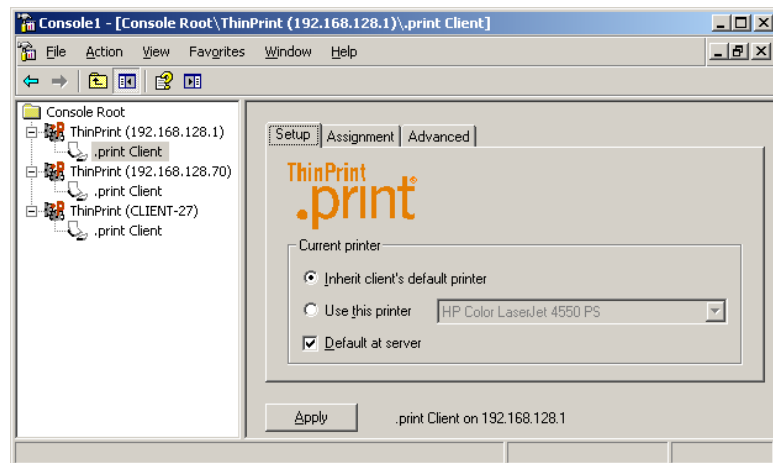 Console1 - [Console Root\ThinPrint (192.168.128.1)\.print Client]
File Action View Favorites Window Help
Console Root
ThinPrint (192.168.128.1)
.print Client
ThinPrint (192.168.128.70)
.print Client
ThinPrint (CLIENT-27)
.print Client
Setup Assignment Advanced
ThinPrint
.print®
Current printer
Inherit client's default printer
Use this printer HP Color LaserJet 4550 PS
Default at server
Apply .print Client on 192.168.128.1